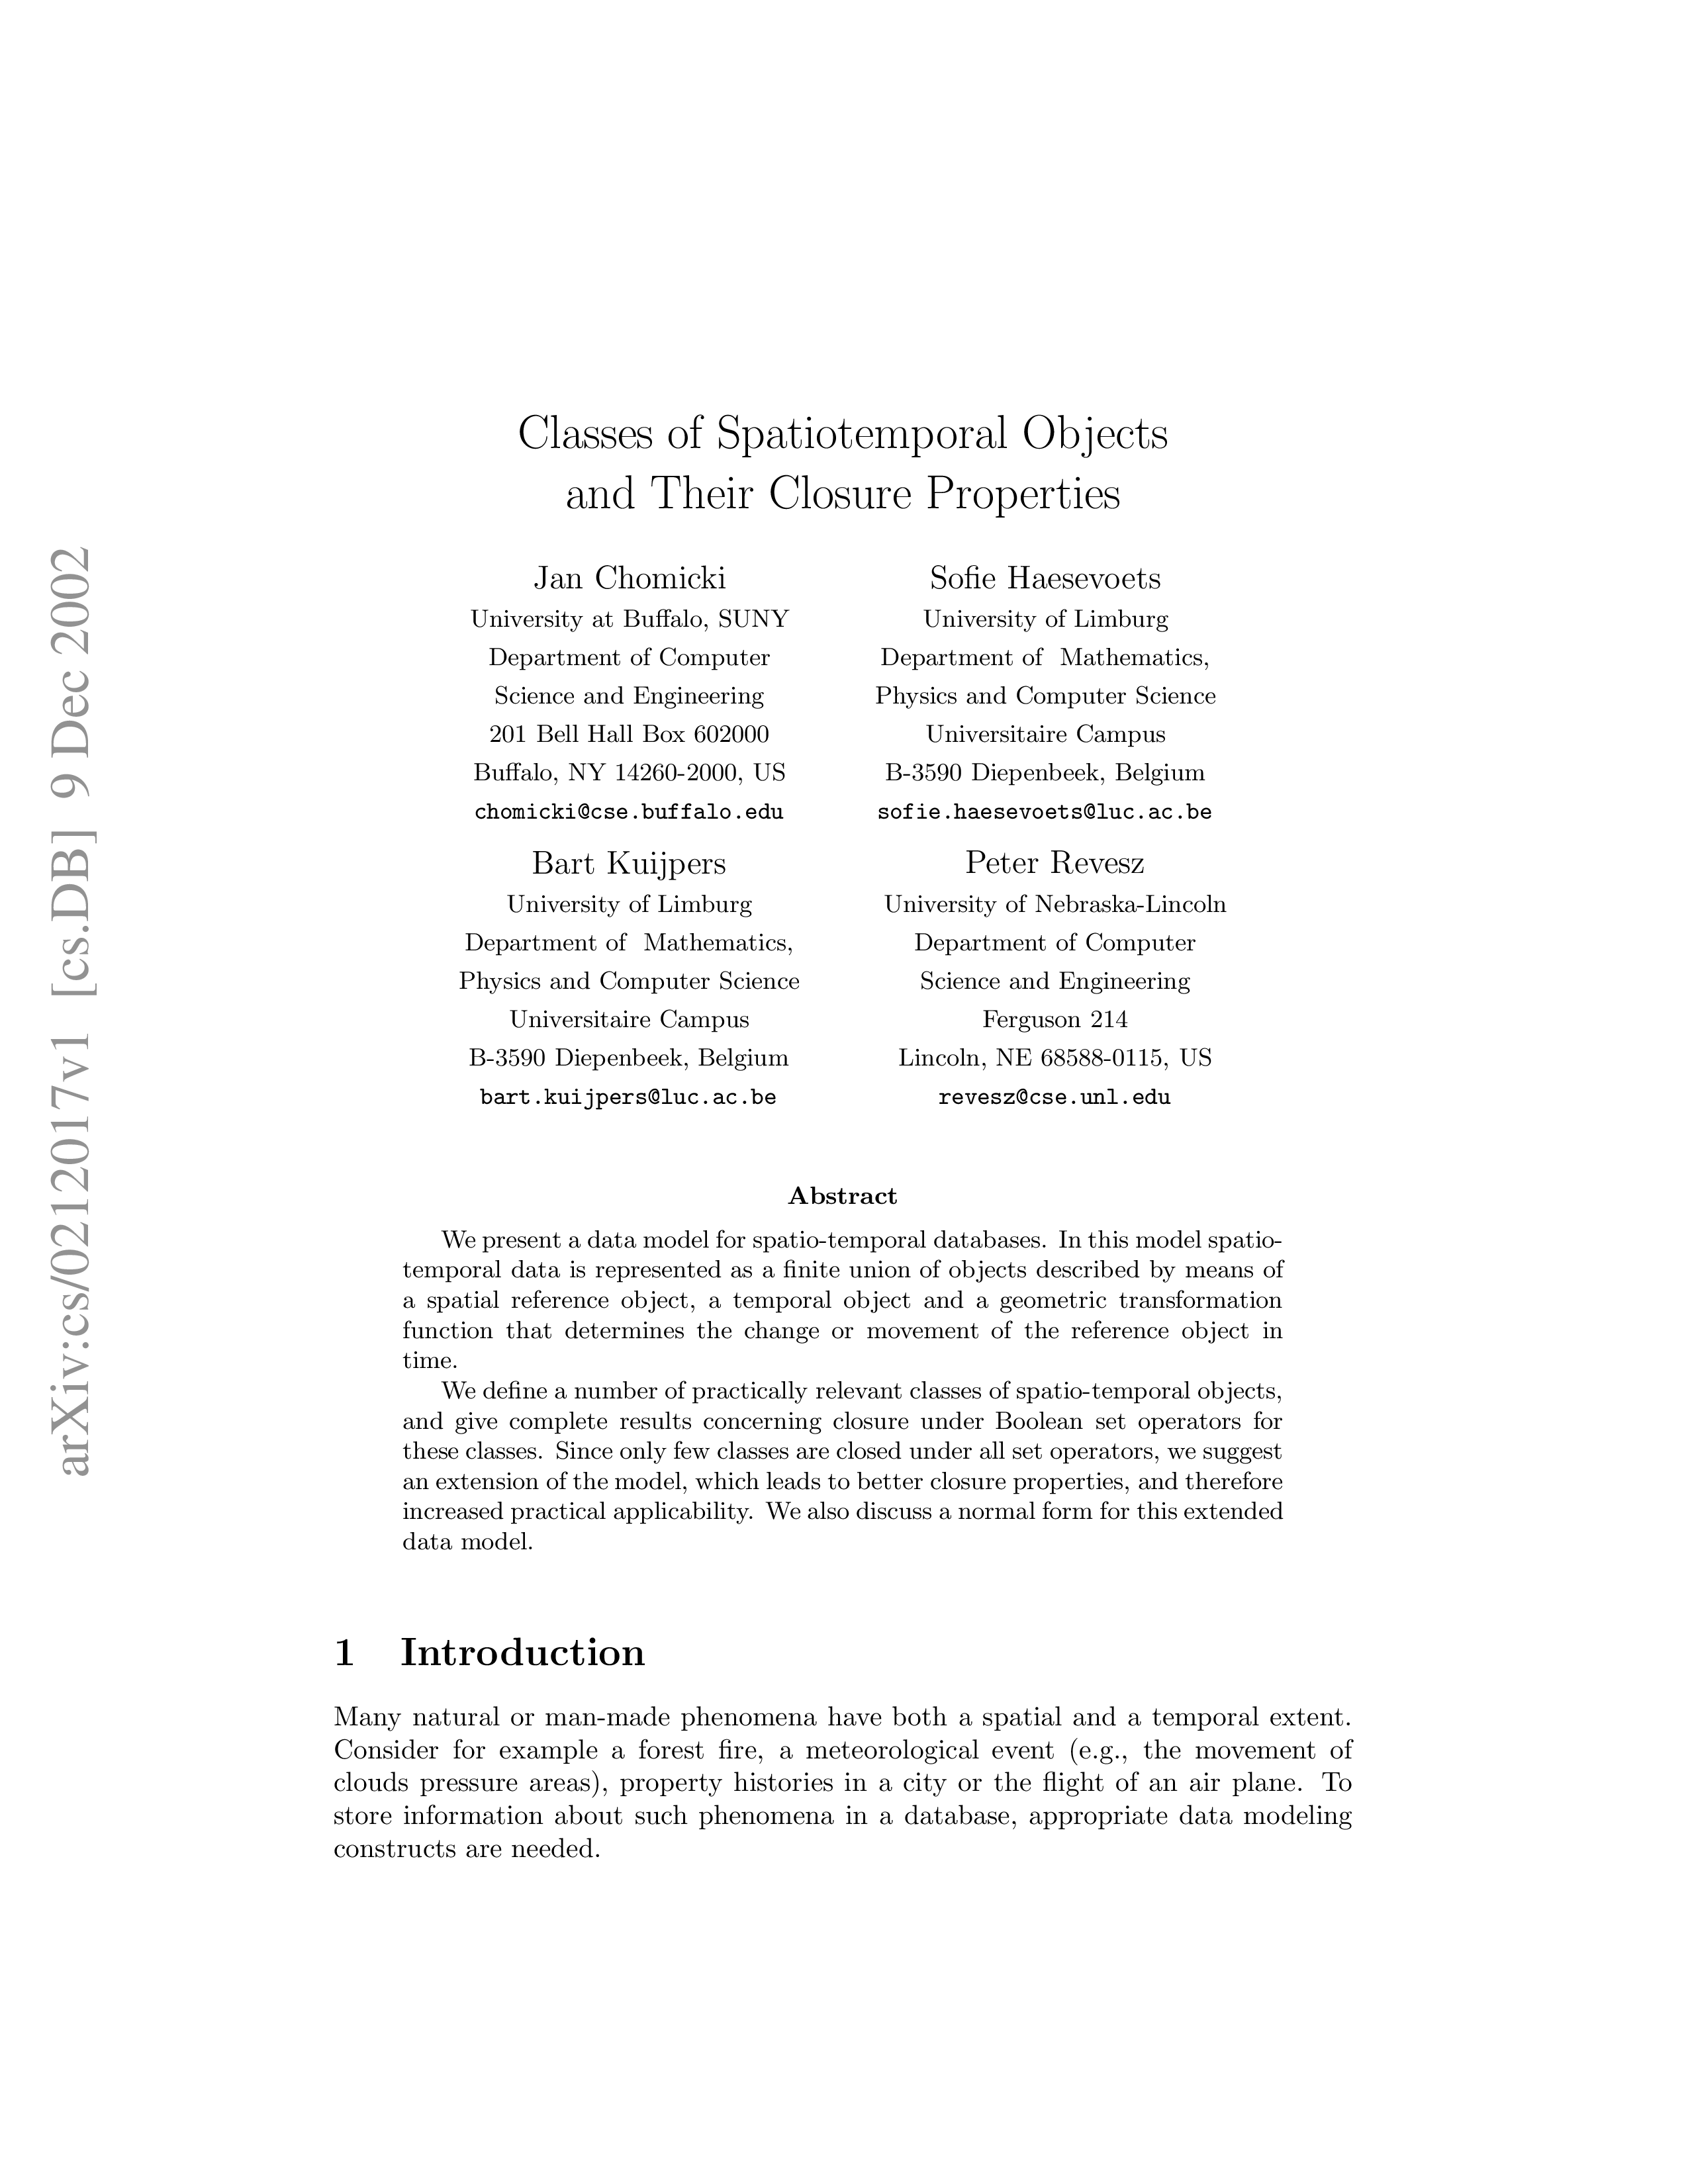 arXiv:cs/0212017v1 [cs.DB] 9 Dec 2002
Classes of Spatiotemporal Objects
and Their Closure Properties
Jan Chomicki
University at Buffalo, SUNY
Department of Computer
Science and Engineering
201 Bell Hall Box 602000
Buffalo, NY 14260-2000, US
chomicki@cse.buffalo.edu
Sofie Haesevoets
University of Limburg
Department of Mathematics,
Physics and Computer Science
Universitaire Campus
B-3590 Diepenbeek, Belgium
sofie.haesevoets@luc.ac.be
Bart Kuijpers
University of Limburg
Department of Mathematics,
Physics and Computer Science
Universitaire Campus
B-3590 Diepenbeek, Belgium
bart.kuijpers@luc.ac.be
Peter Revesz
University of Nebraska-Lincoln
Department of Computer
Science and Engineering
Ferguson 214
Lincoln, NE 68588-0115, US
revesz@cse.unl.edu
Abstract
We present a data model for spatio-temporal databases. In this model spatio-
temporal data is represented as a finite union of objects described by means of
a spatial reference object, a temporal object and a geometric transformation
function that determines the change or movement of the reference object in
time.
We define a number of practically relevant classes of spatio-temporal objects,
and give complete results concerning closure under Boolean set operators for
these classes. Since only few classes are closed under all set operators, we suggest
an extension of the model, which leads to better closure properties, and therefore
increased practical applicability. We also discuss a normal form for this extended
data model.
1 Introduction
Many natural or man-made phenomena have both a spatial and a temporal extent.
Consider for example a forest fire, a meteorological event (e.g., the movement of
clouds pressure areas), property histories in a city or the flight of an air plane. To
store information about such phenomena in a database, appropriate data modeling
constructs are needed.